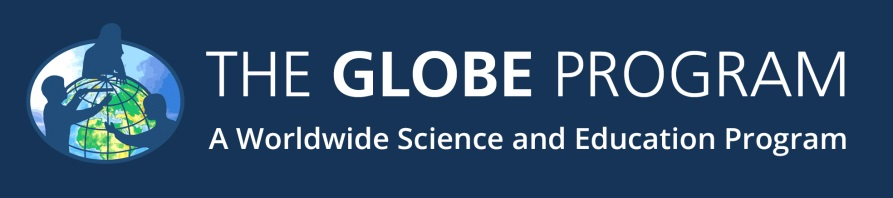 THE GLOBE PROGRAM
A Worldwide Science and Education Program